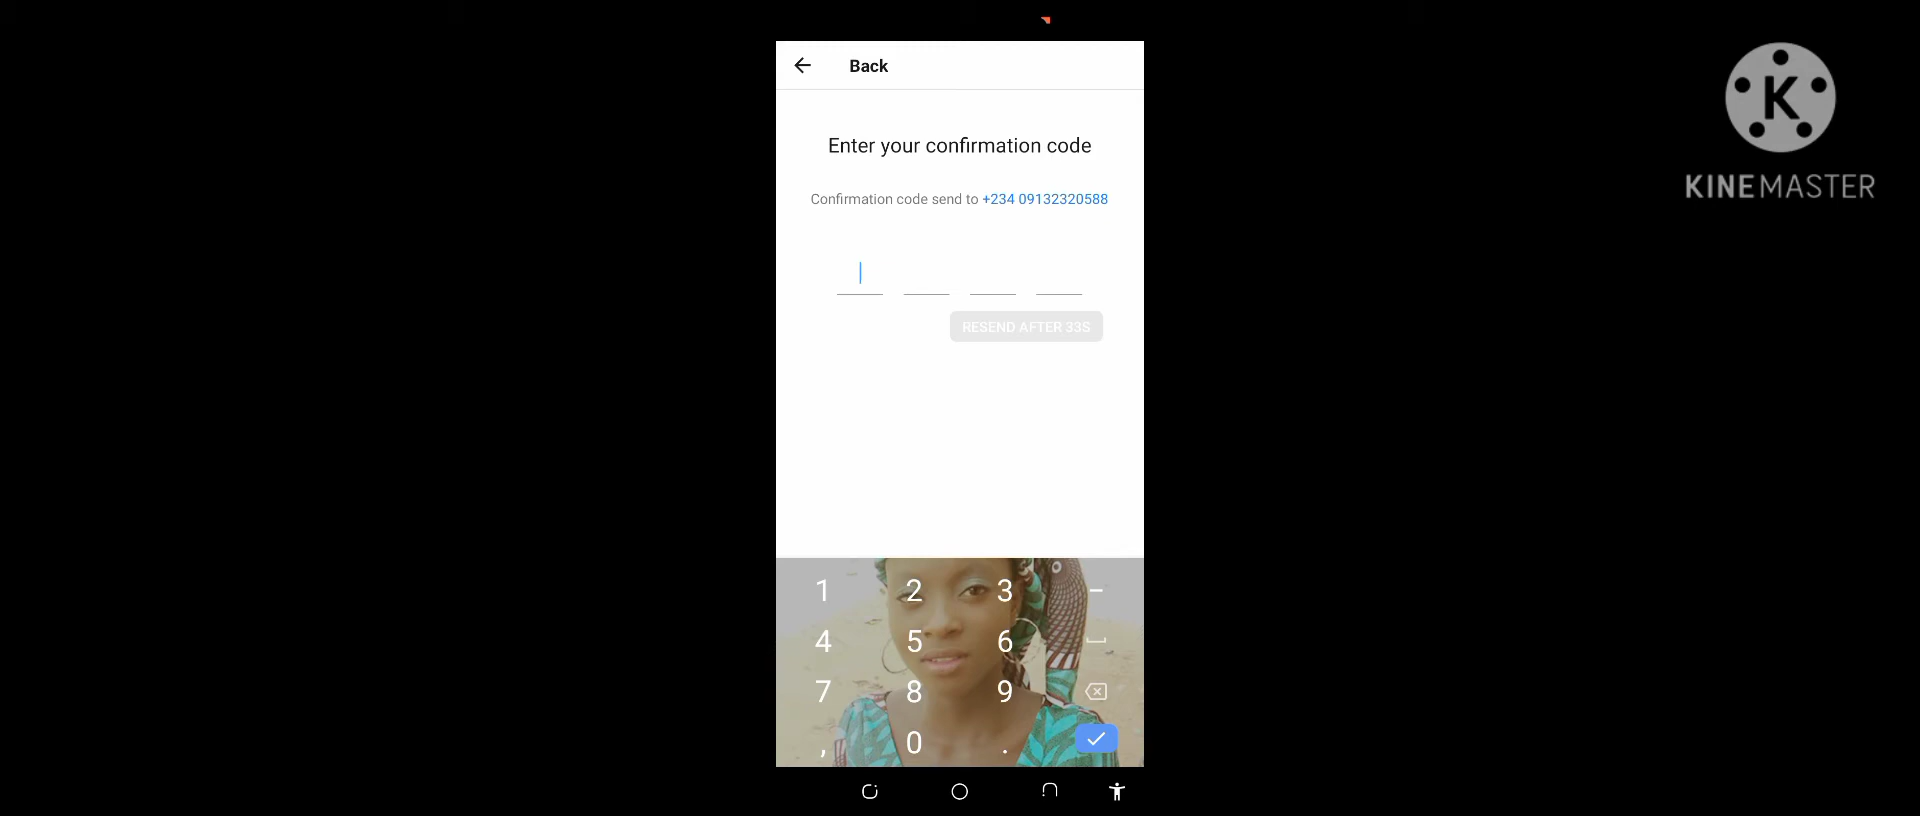 Back
Enter your confirmation code
Confirmation code send to +234 09132320588
RESEND AFTER 33S
K
KINEMASTER
1 2 3 -
4 5 6
7 8 9
, 0 .